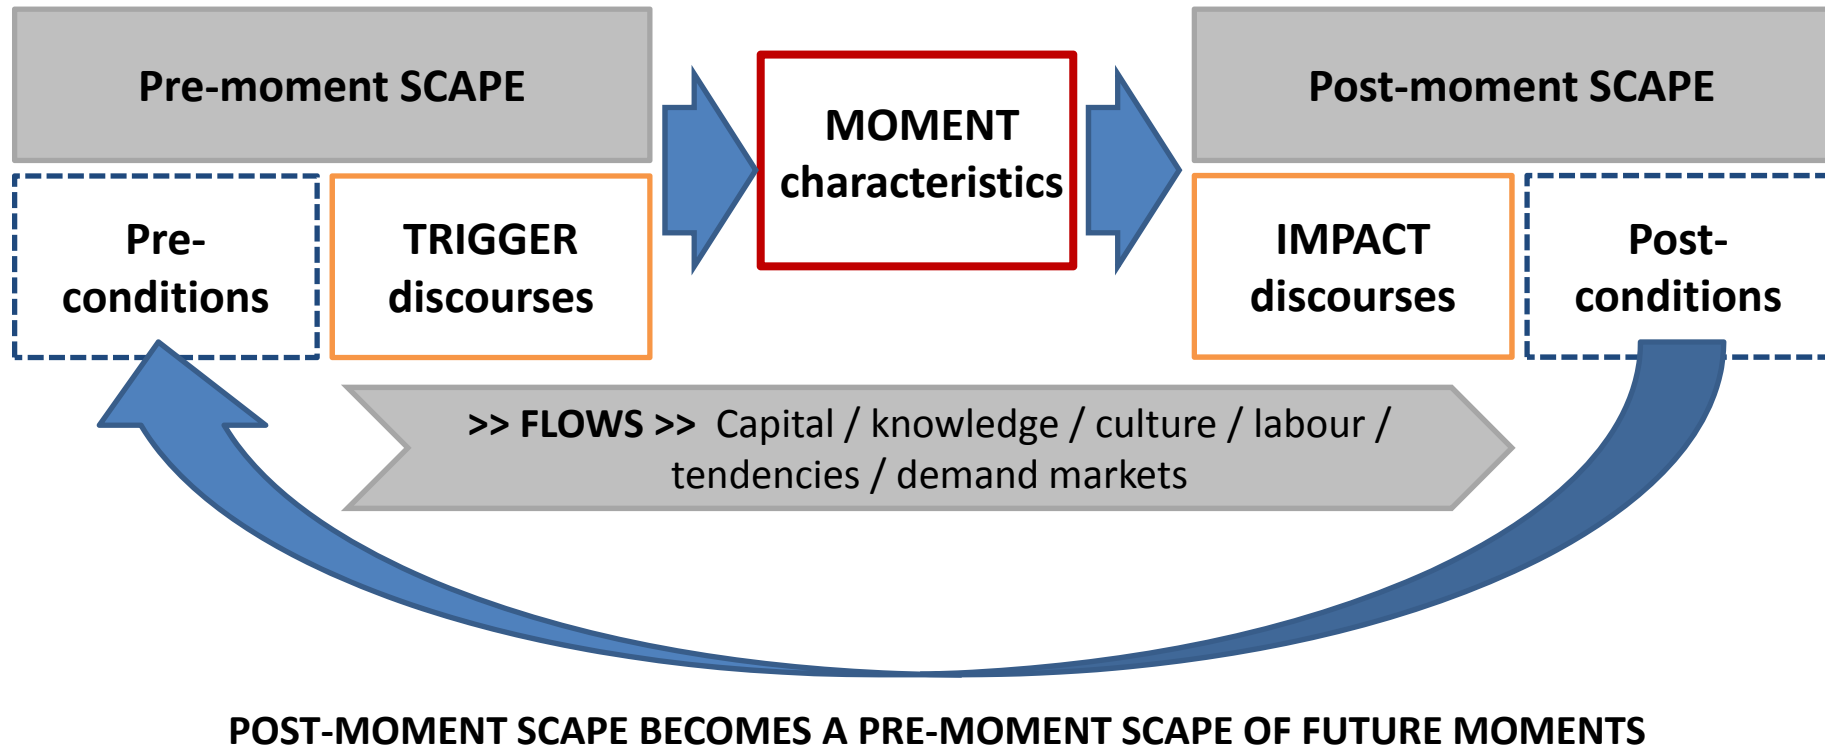 Pre-moment SCAPE
MOMENT
characteristics
Post-moment SCAPE
Pre-
conditions
TRIGGER
discourses
IMPACT
discourses
Post-
conditions
>> FLOWS >> Capital / knowledge / culture / labour /
tendencies / demand markets
POST-MOMENT SCAPE BECOMES A PRE-MOMENT SCAPE OF FUTURE MOMENTS